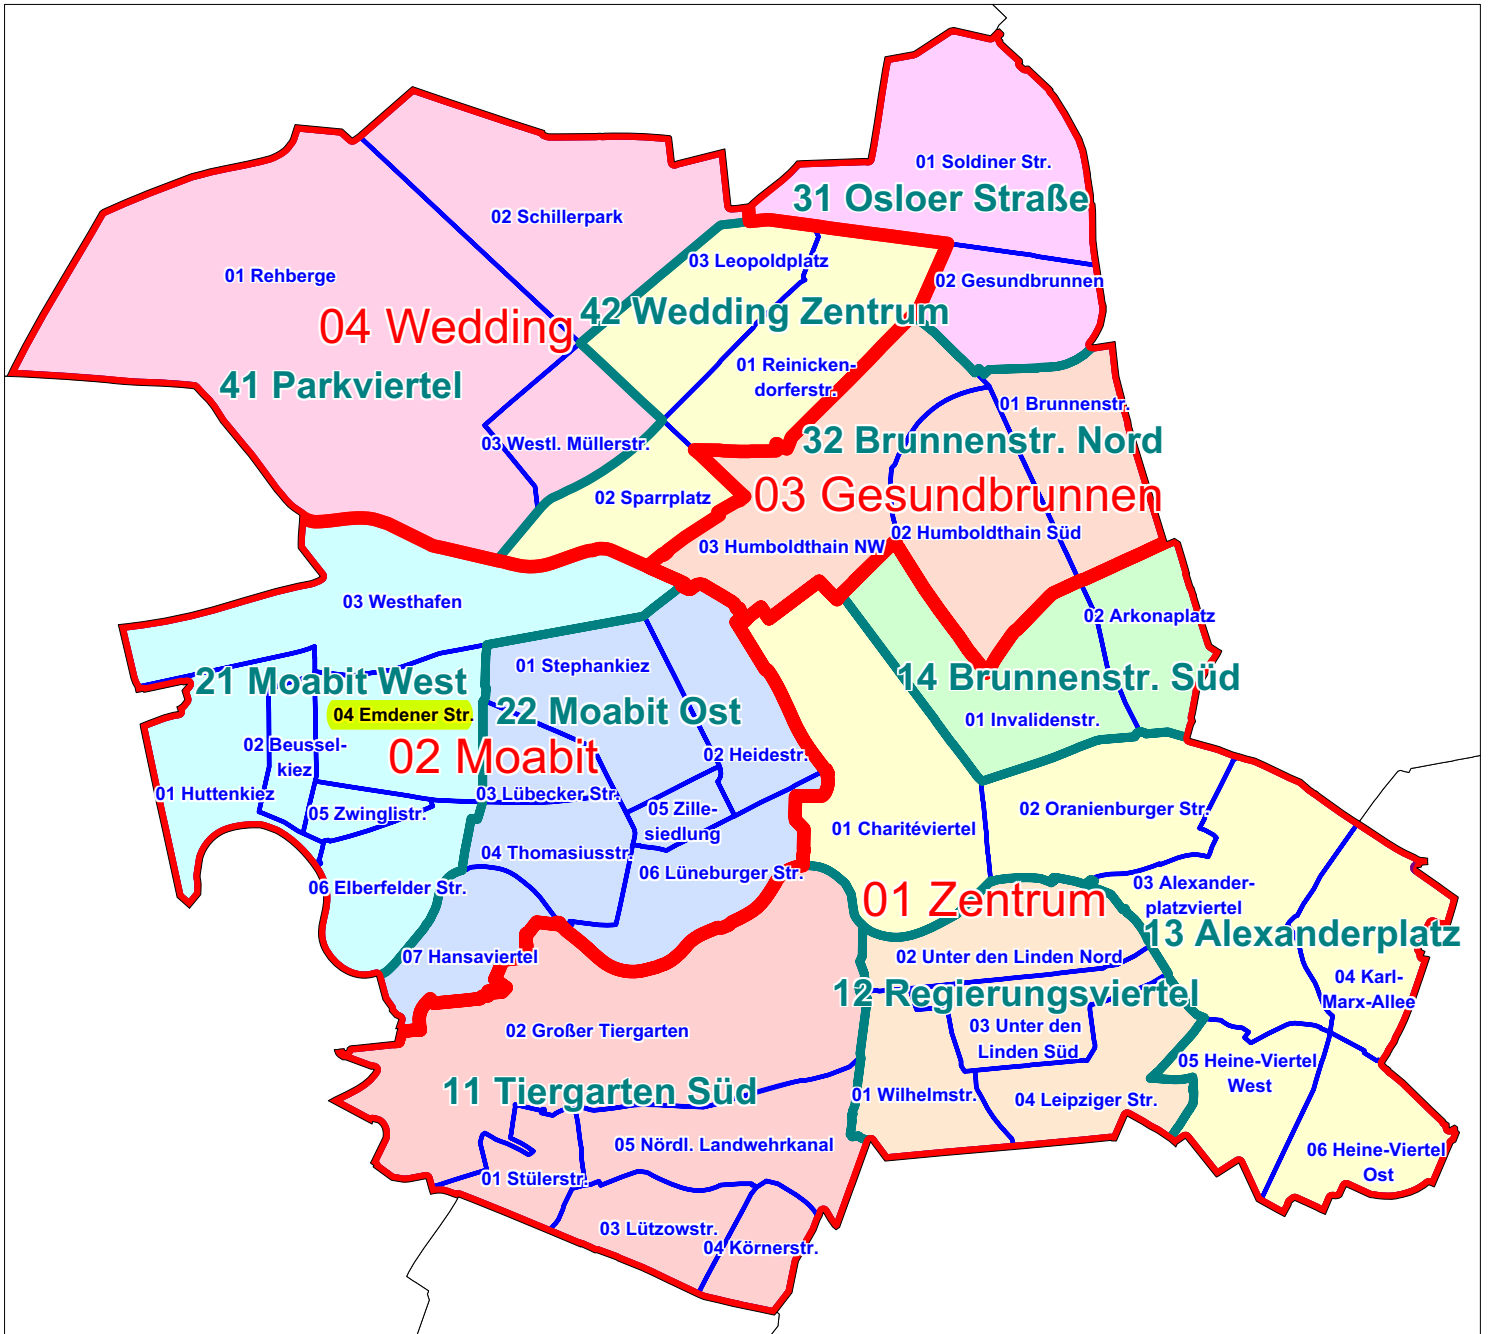 01 Soldiner Str.
31 Osloer Straße
02 Schillerpark
03 Leopoldplatz
01 Rehberge
02 Gesundbrunnen
42 Wedding Zentrum
04 Wedding
01 Reinicken-
dorferstr.
41 Parkviertel
01 Brunnenstr.
03 Westl. Müllerstr.
32 Brunnenstr. Nord
02 Sparrplatz
03 Gesundbrunnen
02 Humboldthain Süd
03 Humboldthain NW
03 Westhafen
02 Arkonaplatz
01 Stephankiez
21 Moabit West
14 Brunnenstr. Süd
04 Emdener Str.
22 Moabit Ost
01 Invalidenstr.
02 Beussel-
kiez
02 Moabit
02 Heidestr.
01 Huttenkiez
03 Lübecker Str.
05 Zwinglistr.
05 Zille-
siedlung
02 Oranienburger Str.
01 Charitéviertel
04 Thomasiusstr.
06 Lüneburger Str.
06 Elberfelder Str.
03 Alexander-
platzviertel
01 Zentrum
13 Alexanderplatz
07 Hansaviertel
02 Unter den Linden Nord
04 Karl-
Marx-Allee
12 Regierungsviertel
02 Großer Tiergarten
03 Unter den
Linden Süd
05 Heine-Viertel
West
11 Tiergarten Süd
01 Wilhelmstr.
04 Leipziger Str.
05 Nördl. Landwehrkanal
06 Heine-Viertel
Ost
01 Stülerstr.
03 Lützowstr.
04 Körnerstr.